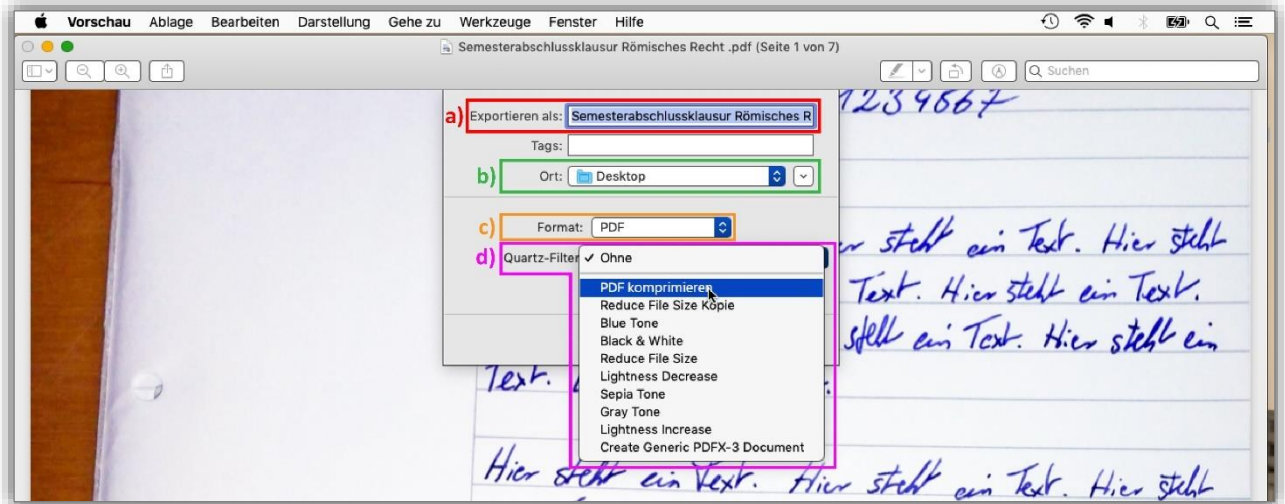 Vorschau Ablage Bearbeiten Darstellung Gehe zu Werkzeuge Fenster Hilfe
Semesterabschlussklausur Römisches Recht .pdf (Seite 1 von 7)
Suchen
1234567
a) Exportieren als: Semesterabschlussklausur Römisches R
Tags:
b) Ort: Desktop
c) Format: PDF
d) Quartz-Filter ✓ Ohne
PDF komprimieren
Reduce File Size Kopie
Blue Tone
Black & White
Reduce File Size
Lightness Decrease
Sepia Tone
Gray Tone
Lightness Increase
Create Generic PDFX-3 Document
steht ein Text. Hier steht
Text. Hier steht ein Text.
steht ein Text. Hier steht ein
Text.
Hier steht ein Text. Hier steht ein Text. Hier steht